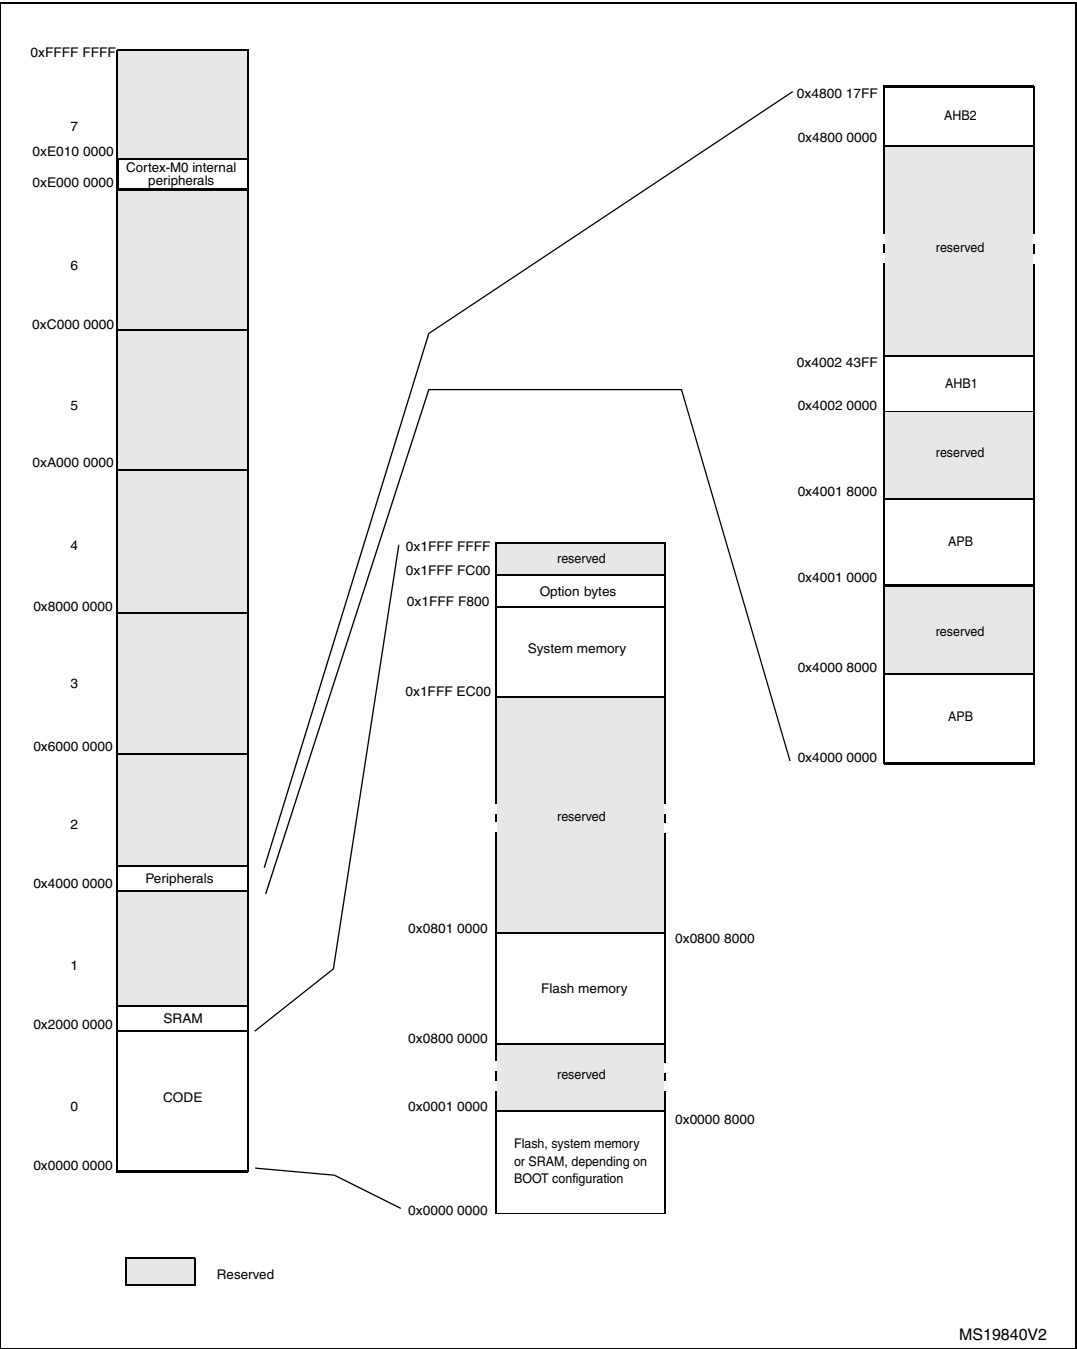 0xFFFF FFFF
7
0xE010 0000
Cortex-M0 internal
peripherals
0xE000 0000
6
0xC000 0000
5
0xA000 0000
4
0x8000 0000
3
0x6000 0000
2
Peripherals
0x4000 0000
1
SRAM
0x2000 0000
CODE
0
0x0000 0000
0x1FFF FFFF
reserved
0x1FFF FC00
Option bytes
0x1FFF F800
System memory
0x1FFF EC00
reserved
0x0801 0000
0x0800 8000
Flash memory
0x0800 0000
reserved
0x0001 0000
0x0000 8000
Flash, system memory
or SRAM, depending on
BOOT configuration
0x0000 0000
0x4800 17FF
AHB2
0x4800 0000
reserved
0x4002 43FF
AHB1
0x4002 0000
reserved
0x4001 8000
APB
0x4001 0000
reserved
0x4000 8000
APB
0x4000 0000
Reserved
MS19840V2